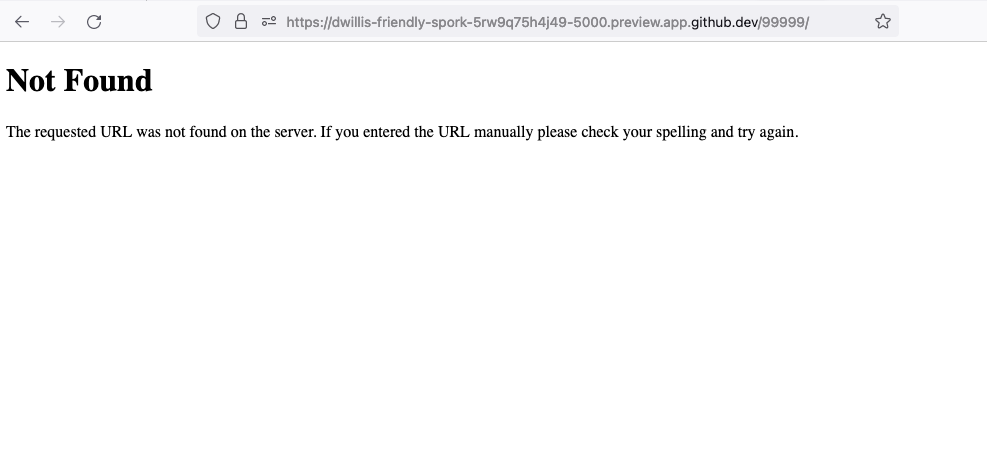 https://dwillis-friendly-spork-5rw9q75h4j49-5000.preview.app.github.dev/99999/
Not Found
The requested URL was not found on the server. If you entered the URL manually please check your spelling and try again.